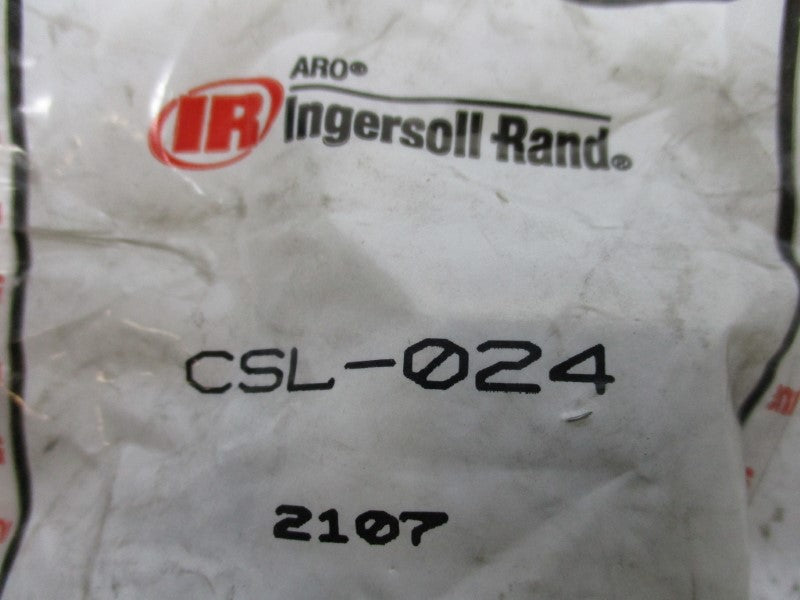 ARO®
IR Ingersoll Rand®
CSL-024
2107